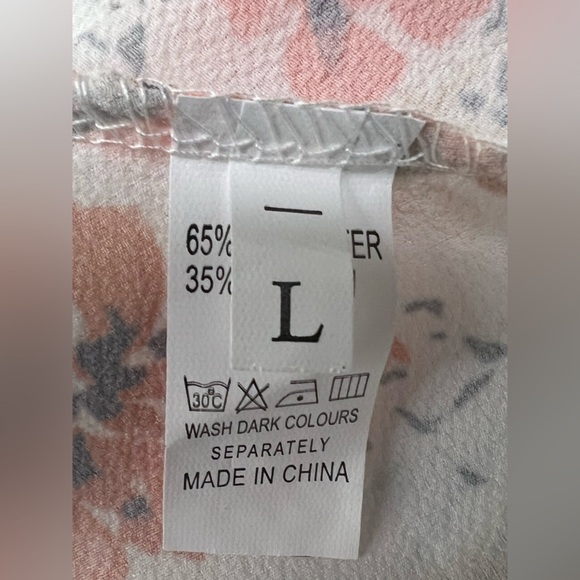 65%
35%
L
30°C
WASH DARK COLOURS
SEPARATELY
MADE IN CHINA